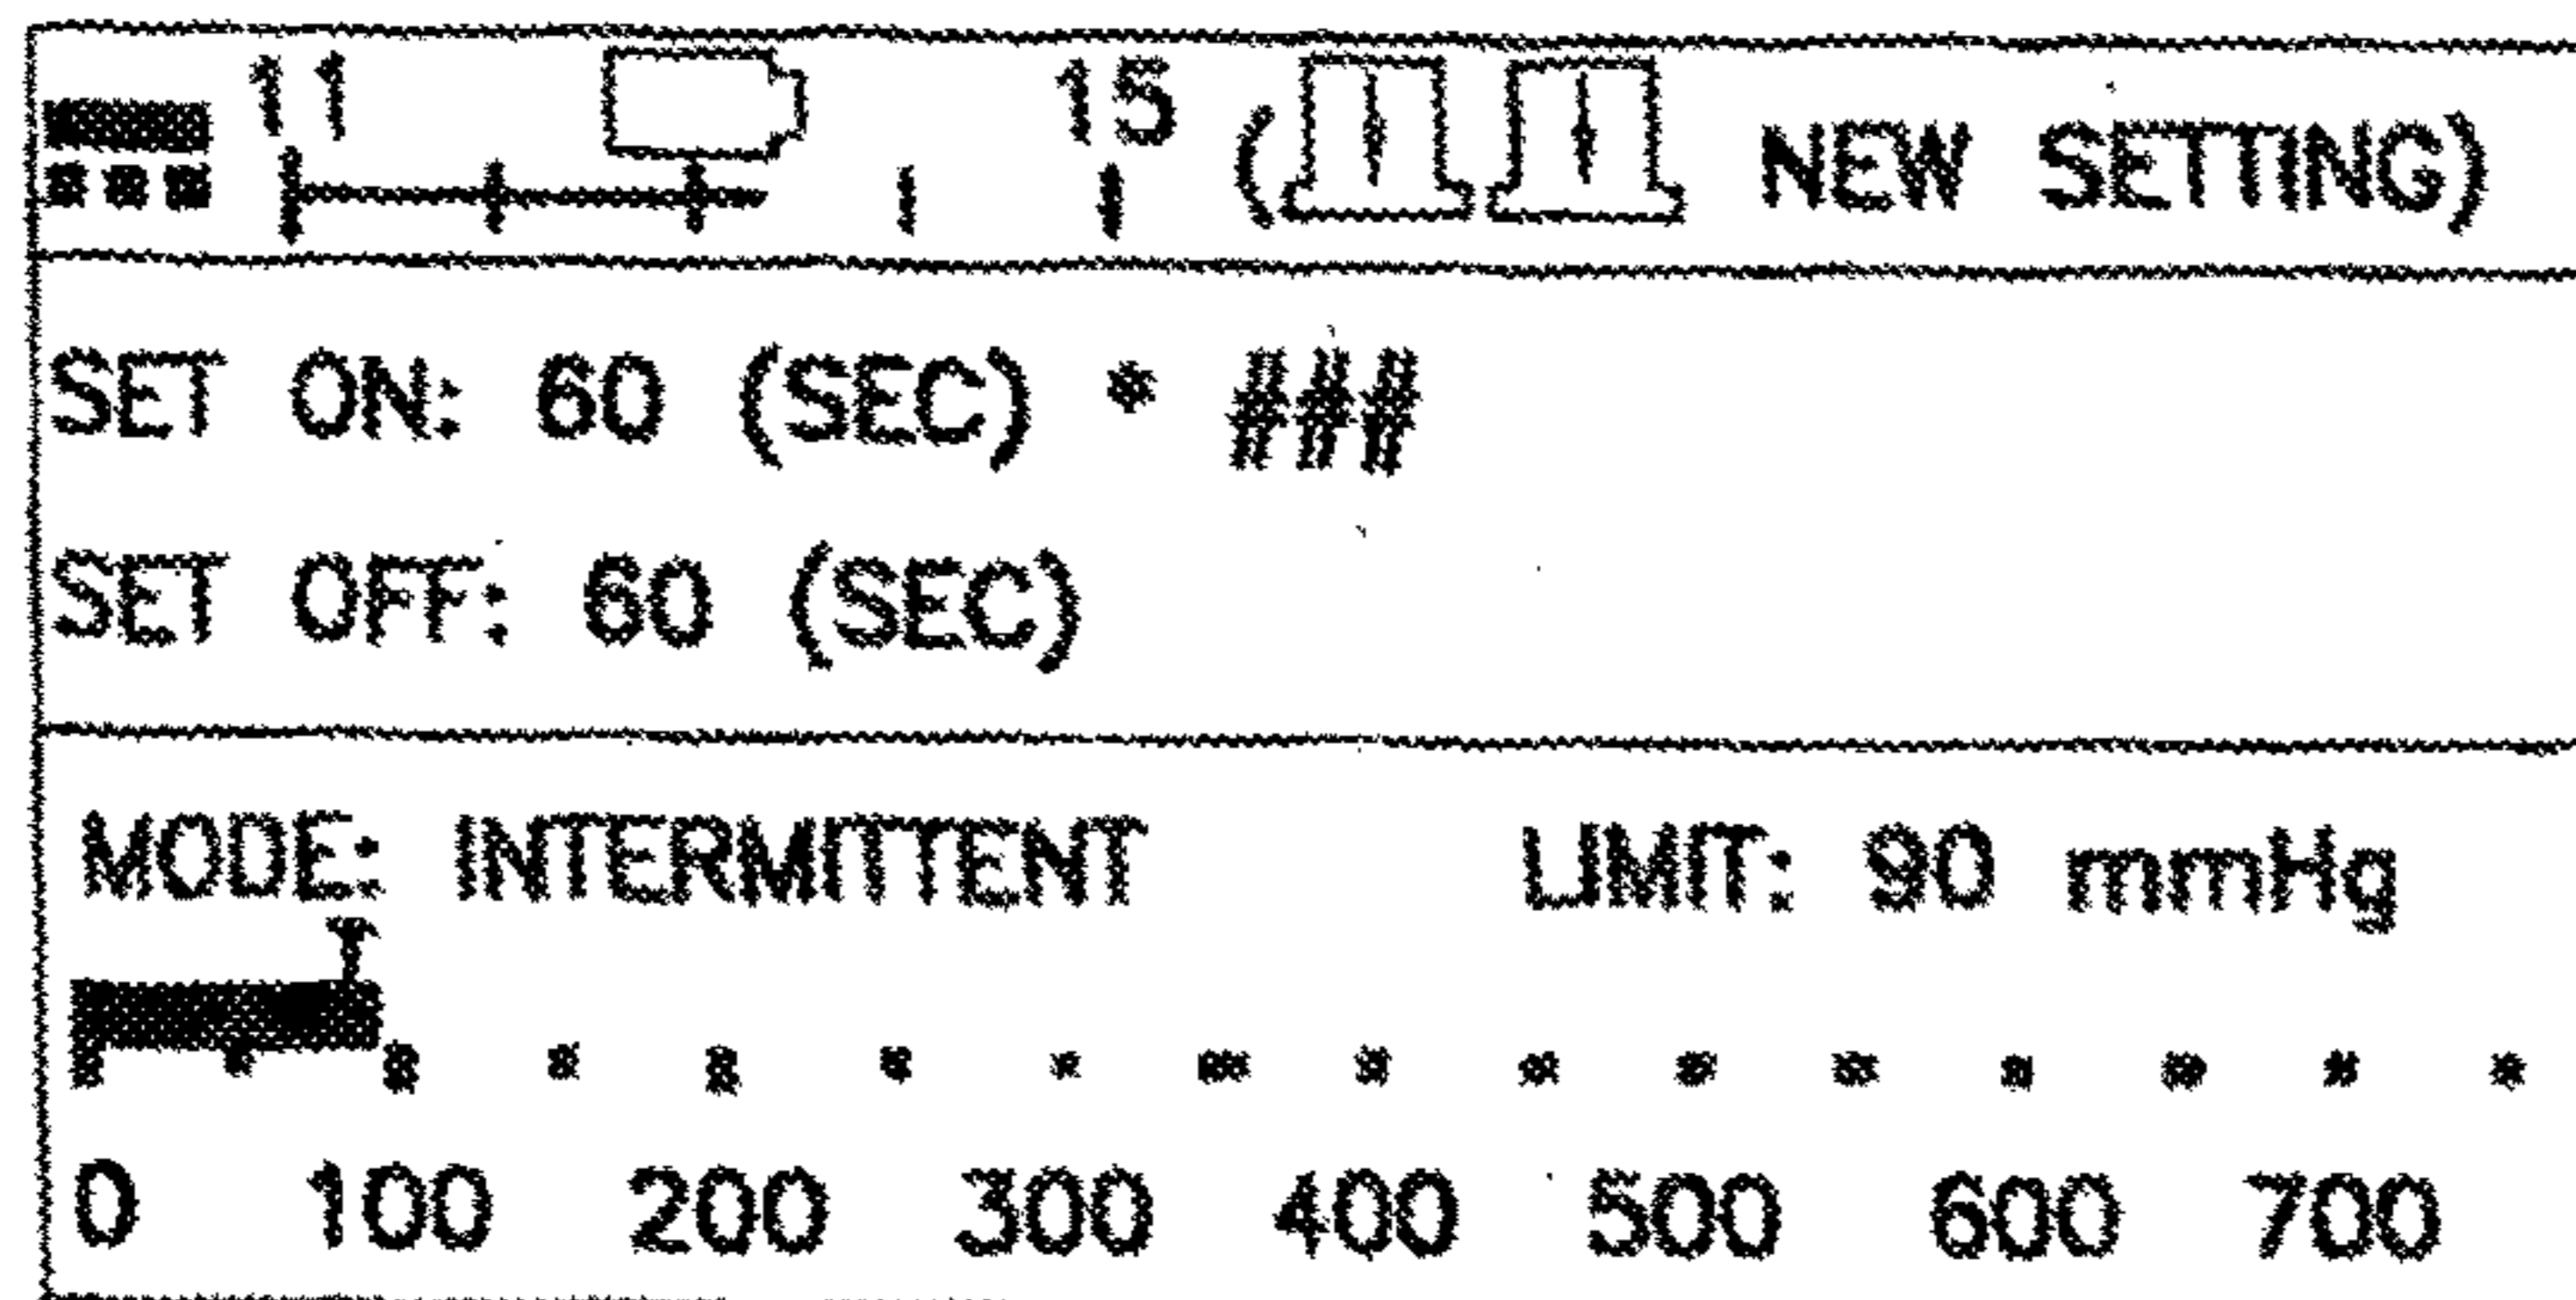 11 15 ( NEW SETTING)
SET ON: 60 (SEC) * ###
SET OFF: 60 (SEC)
MODE: INTERMITTENT LIMIT: 90 mmHg
0 100 200 300 400 500 600 700